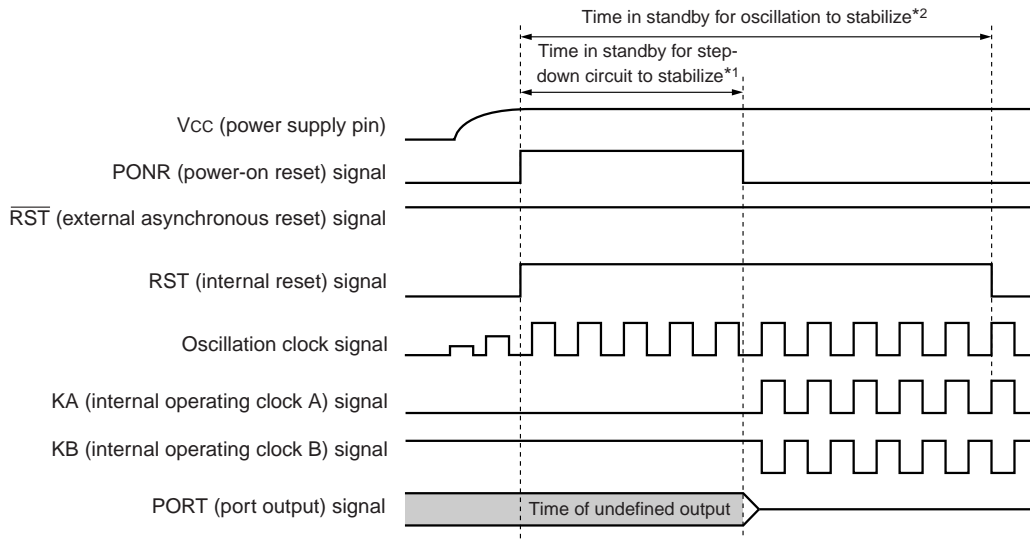 Time in standby for oscillation to stabilize*2
Time in standby for step-
down circuit to stabilize*1
VCC (power supply pin)
PONR (power-on reset) signal
RST (external asynchronous reset) signal
RST (internal reset) signal
Oscillation clock signal
KA (internal operating clock A) signal
KB (internal operating clock B) signal
PORT (port output) signal
Time of undefined output